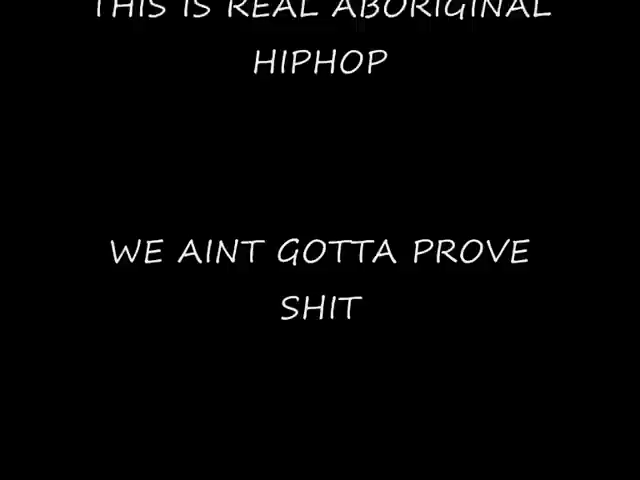 THIS IS REAL ABORIGINAL
HIPHOP
WE AINT GOTTA PROVE
SHIT